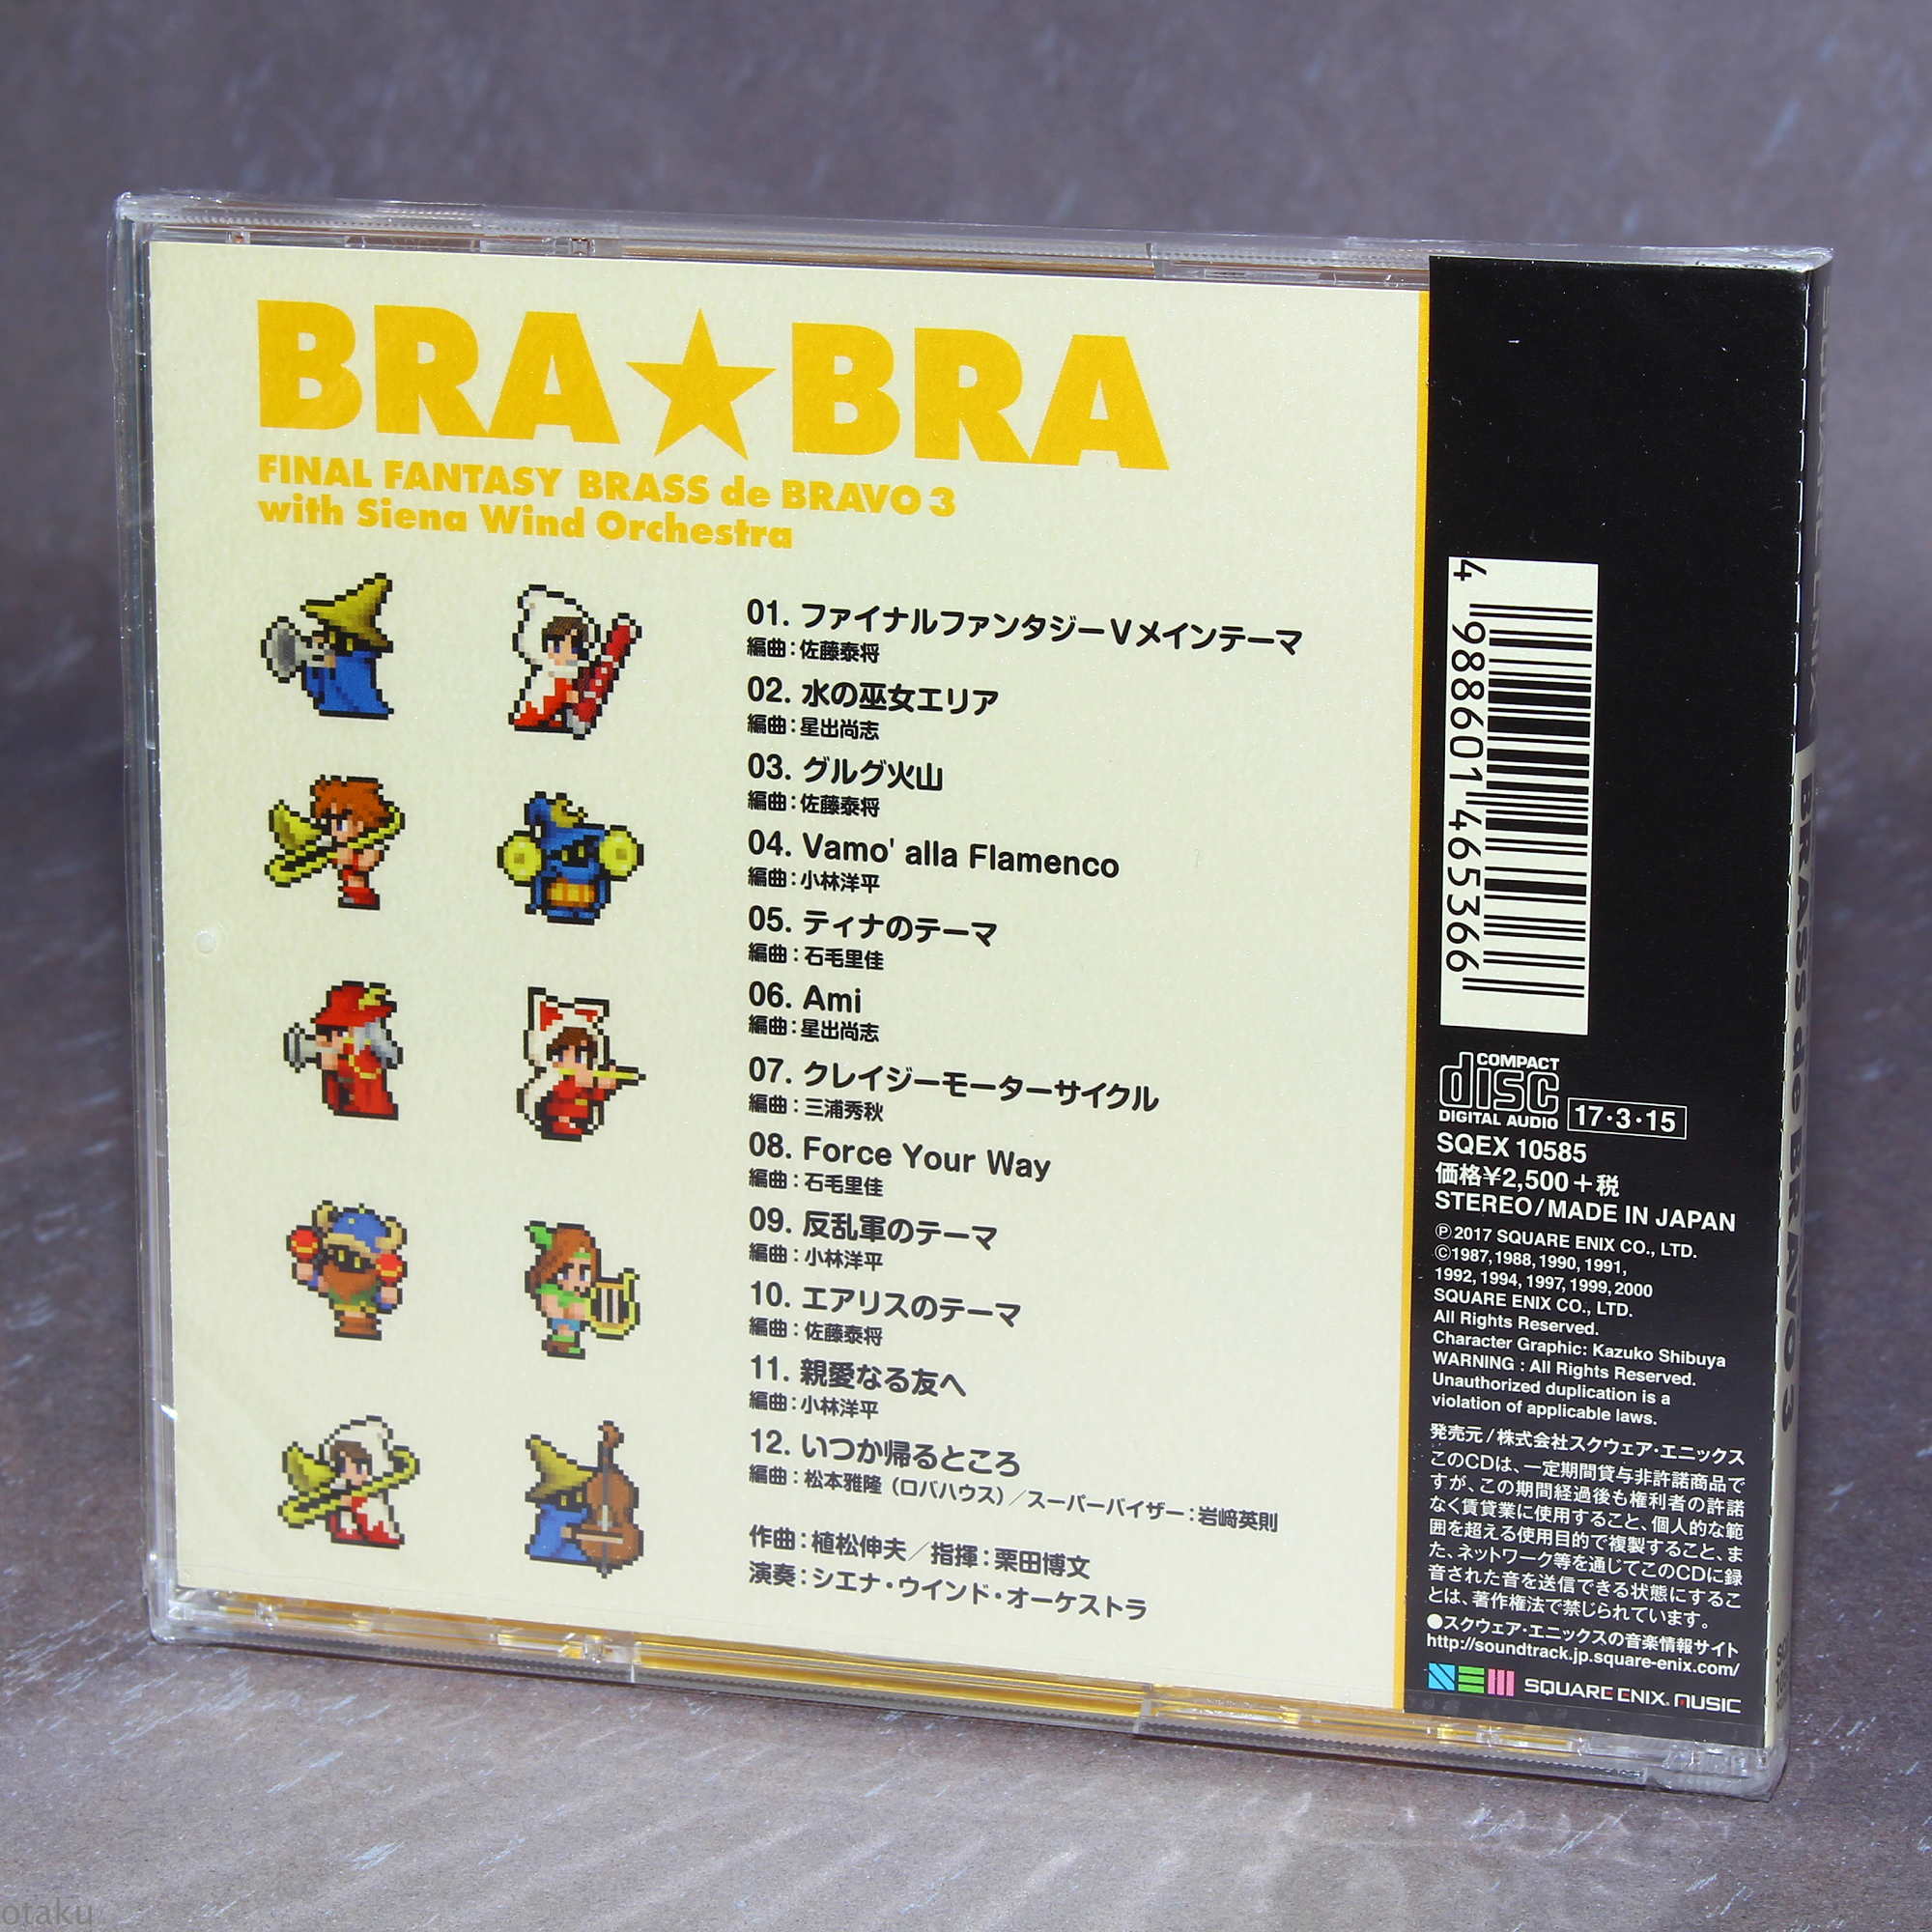 BRA★BRA
FINAL FANTASY BRASS de BRAVO 3
with Siena Wind Orchestra
01. ファイナルファンタジーVメインテーマ
編曲：佐藤泰将
02. 水の巫女エリア
編曲：星出尚志
03. グルグ火山
編曲：佐藤泰将
04. Vamo' alla Flamenco
編曲：小林洋平
05. ティナのテーマ
編曲：石毛里佳
06. Ami
編曲：星出尚志
07. クレイジーモーターサイクル
編曲：三浦秀秋
08. Force Your Way
編曲：石毛里佳
09. 反乱軍のテーマ
編曲：小林洋平
10. エアリスのテーマ
編曲：佐藤泰将
11. 親愛なる友へ
編曲：小林洋平
12. いつか帰るところ
編曲：松本雅隆（ロバハウス）／スーパーバイザー：岩﨑英則
作曲：植松伸夫／指揮：栗田博文
演奏：シエナ・ウインド・オーケストラ
4 988601 465366
COMPACT
disc
DIGITAL AUDIO
17・3・15
SQEX 10585
価格¥2,500＋税
STEREO/MADE IN JAPAN
Ⓟ2017 SQUARE ENIX CO., LTD.
©1987,1988,1990,1991,
1992,1994,1997,1999,2000
SQUARE ENIX CO., LTD.
All Rights Reserved.
Character Graphic: Kazuko Shibuya
WARNING : All Rights Reserved.
Unauthorized duplication is a
violation of applicable laws.
発売元/株式会社スクウェア・エニックス
このCDは、一定期間貸与非許諾商品で
すが、この期間経過後も権利者の許諾
なく賃貸業に使用すること、個人的な範
囲を超える使用目的で複製すること、ま
た、ネットワーク等を通じてこのCDに録
音された音を送信できる状態にするこ
とは、著作権法で禁じられています。
●スクウェア・エニックスの音楽情報サイト
http://soundtrack.jp.square-enix.com/
SEM SQUARE ENIX. MUSIC
BRASS de BRAVO 3
otaku